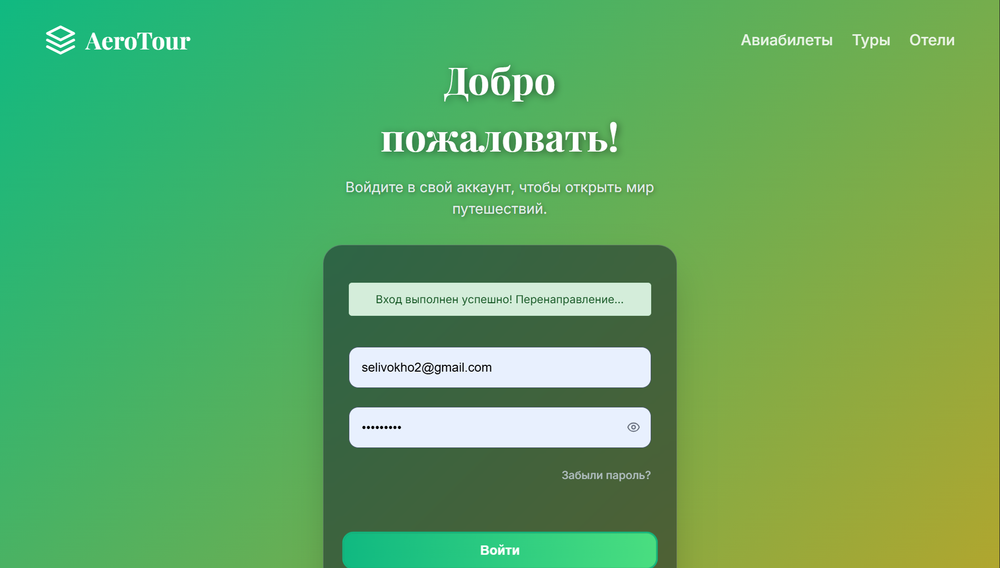 AeroTour
Авиабилеты Туры Отели
Добро
пожаловать!
Войдите в свой аккаунт, чтобы открыть мир
путешествий.
Вход выполнен успешно! Перенаправление...
selivokho2@gmail.com
•••••••••
Забыли пароль?
Войти